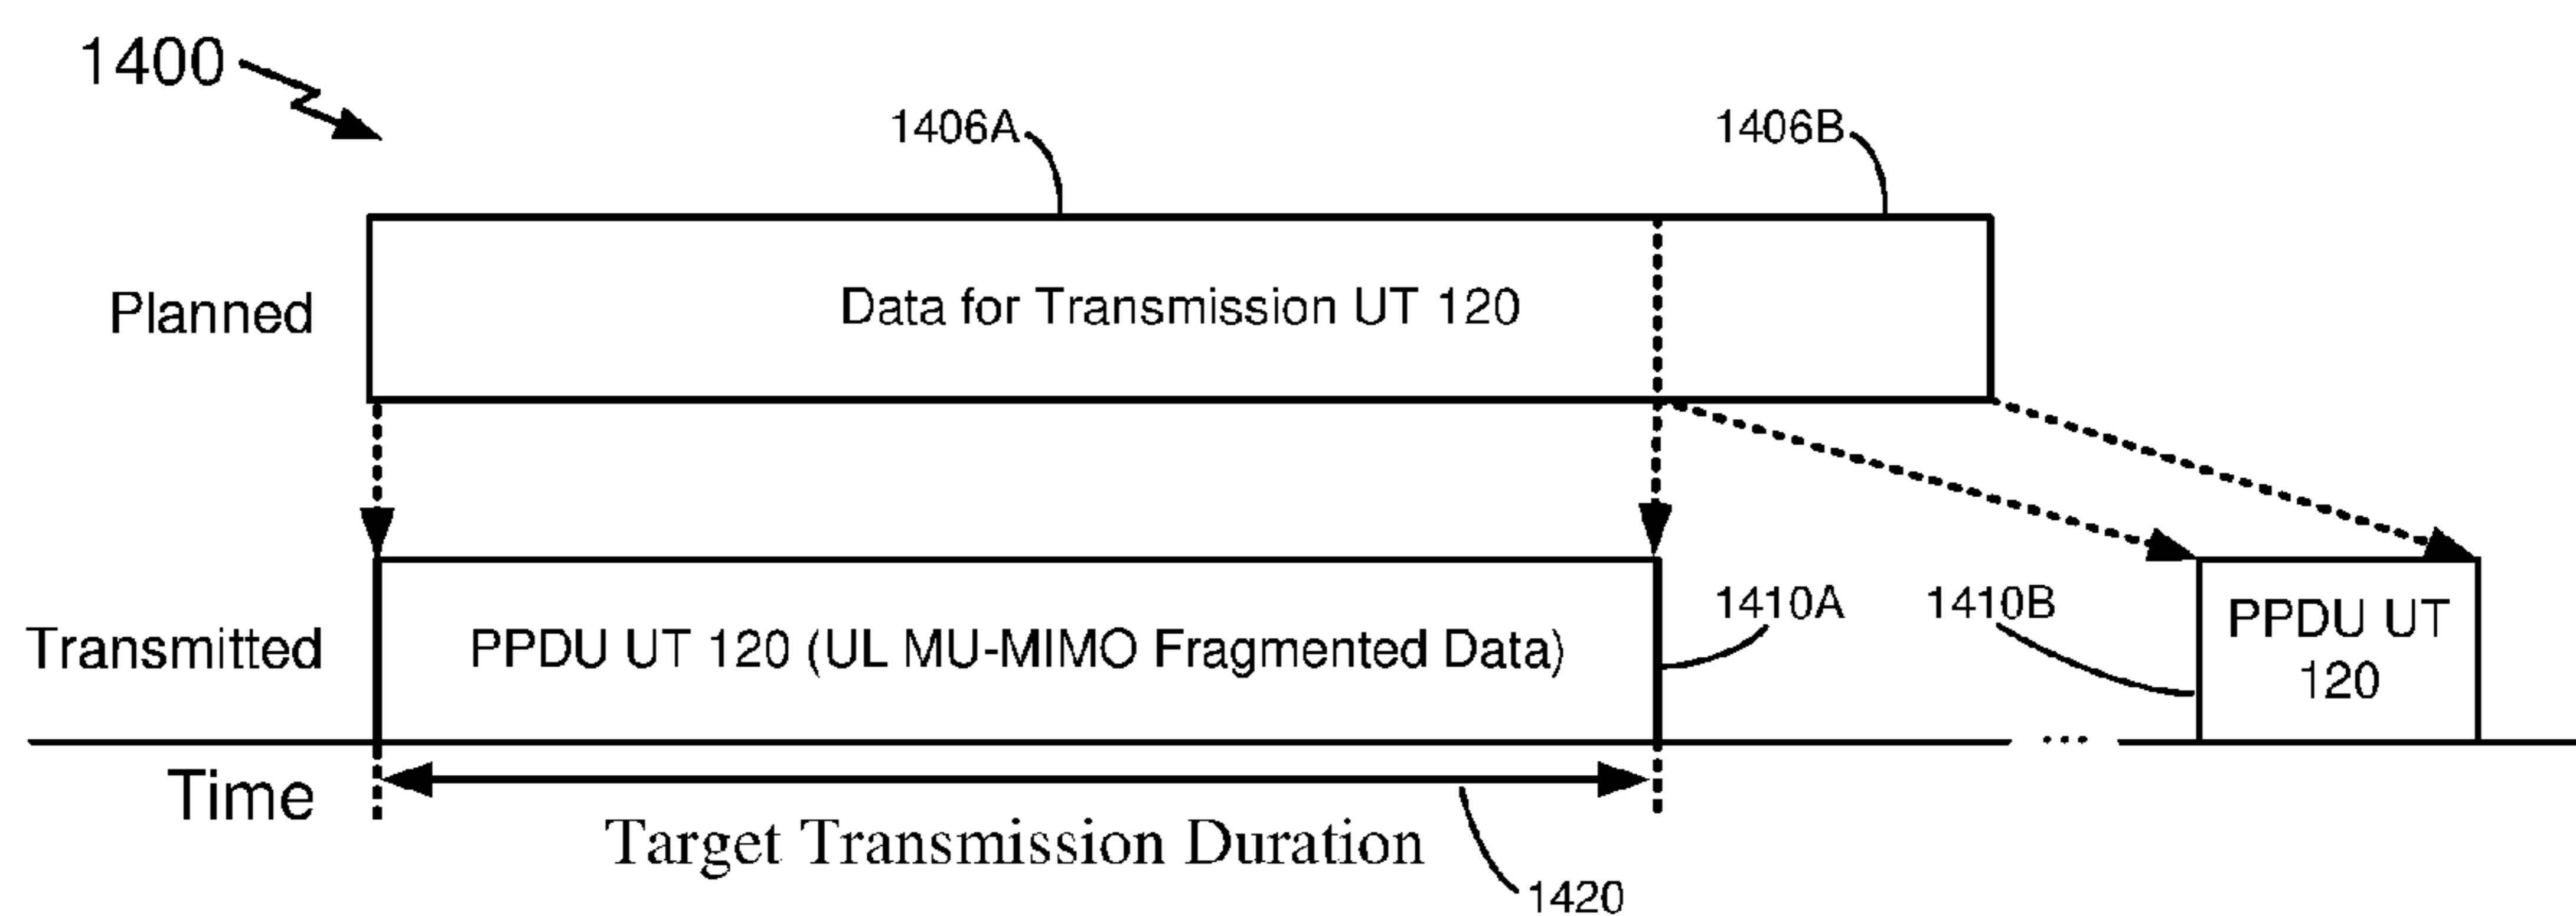 1400
1406A
1406B
Planned
Data for Transmission UT 120
Transmitted
PPDU UT 120 (UL MU-MIMO Fragmented Data)
1410A
1410B
PPDU UT
120
...
Time
Target Transmission Duration
1420